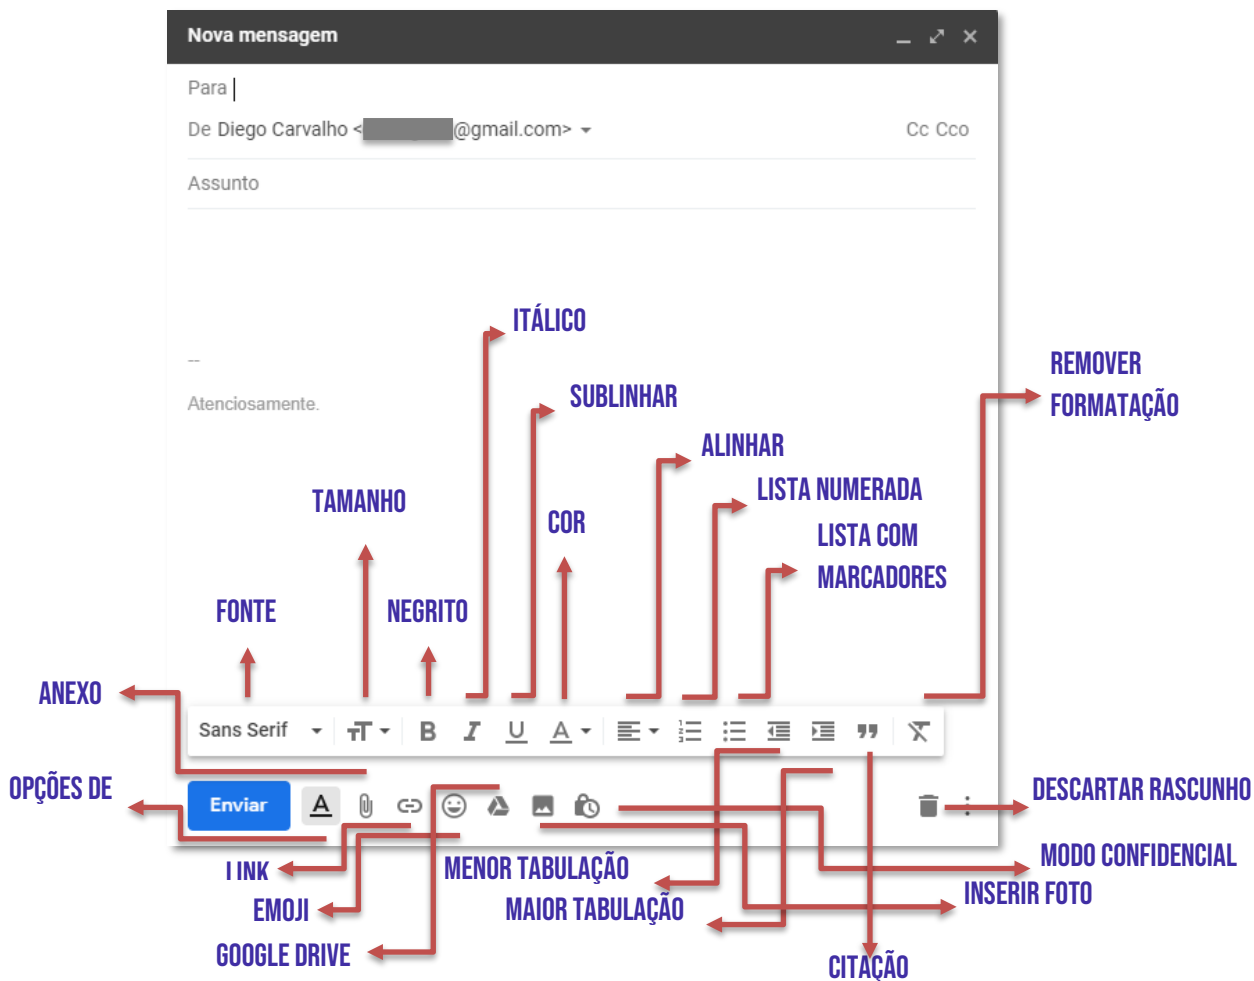 Nova mensagem
Para
De Diego Carvalho < @gmail.com>
Cc Cco
Assunto
--
Atenciosamente.
ITÁLICO
SUBLINHAR
REMOVER
FORMATAÇÃO
ALINHAR
LISTA NUMERADA
TAMANHO
COR
LISTA COM
MARCADORES
FONTE
NEGRITO
ANEXO
Sans Serif
B I U A
OPÇÕES DE
Enviar
A
DESCARTAR RASCUNHO
LINK
MENOR TABULAÇÃO
MODO CONFIDENCIAL
EMOJI
MAIOR TABULAÇÃO
INSERIR FOTO
GOOGLE DRIVE
CITAÇÃO